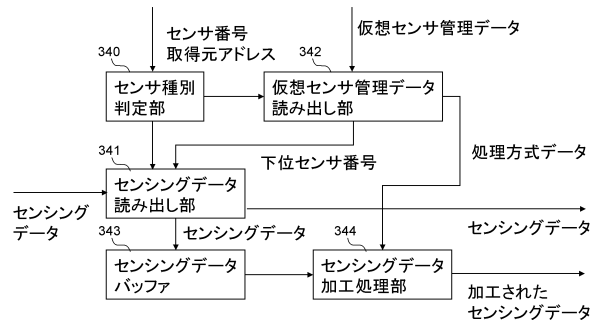 センサ番号
取得元アドレス
仮想センサ管理データ
340
342
センサ種別
判定部
仮想センサ管理データ
読み出し部
341
下位センサ番号
処理方式データ
センシングデータ
読み出し部
センシング
データ
センシングデータ
343
センシングデータ
344
センシングデータ
バッファ
センシングデータ
加工処理部
加工された
センシングデータ